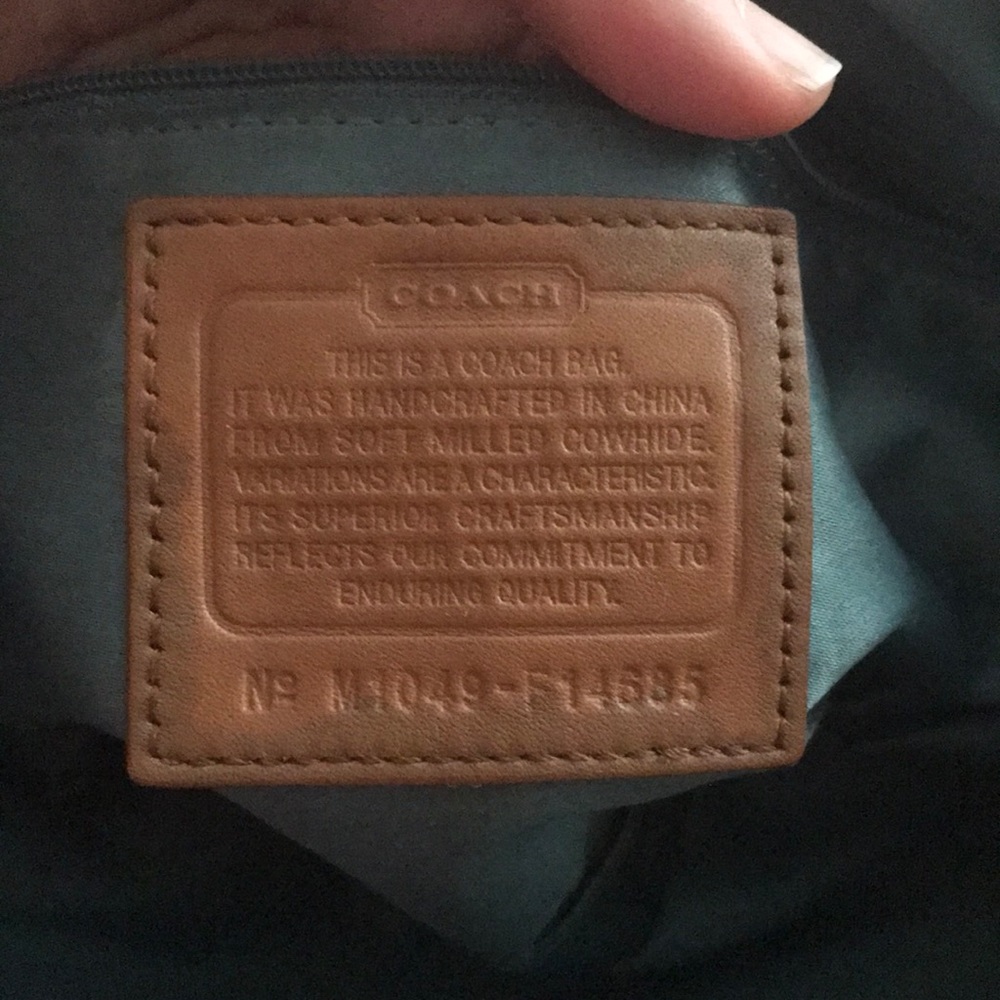 COACH
THIS IS A COACH BAG.
IT WAS HANDCRAFTED IN CHINA
FROM SOFT MILLED COWHIDE.
VARIATIONS ARE A CHARACTERISTIC.
ITS SUPERIOR CRAFTSMANSHIP
REFLECTS OUR COMMITMENT TO
ENDURING QUALITY.
Nº M1049-F14685